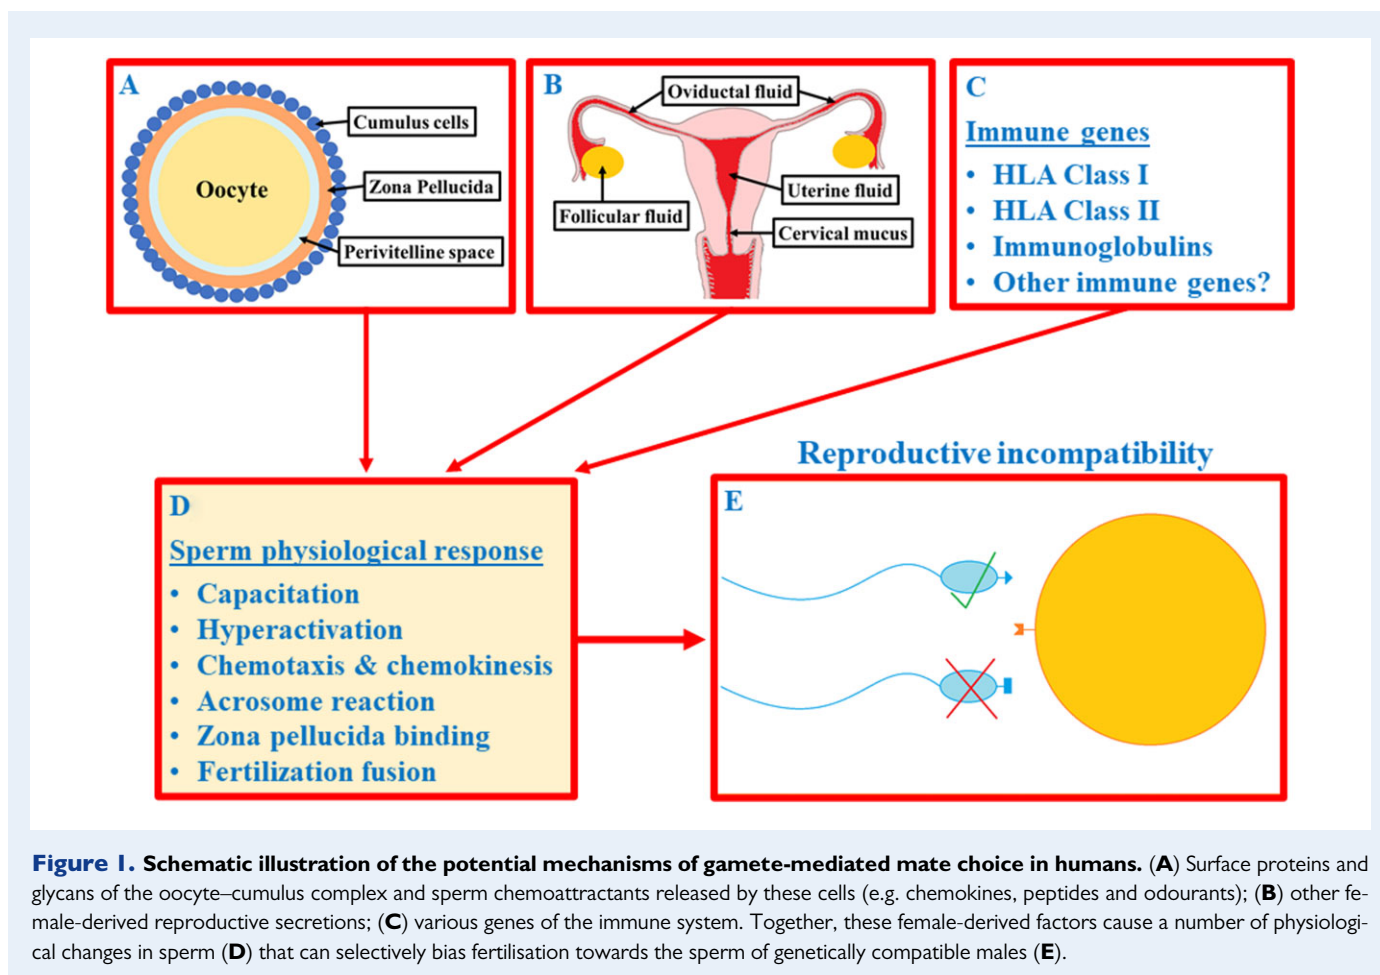 A
Cumulus cells
Zona Pellucida
Oocyte
Perivitelline space
B
Oviductal fluid
Uterine fluid
Follicular fluid
Cervical mucus
C
Immune genes
• HLA Class I
• HLA Class II
• Immunoglobulins
• Other immune genes?
D
Sperm physiological response
• Capacitation
• Hyperactivation
• Chemotaxis & chemokinesis
• Acrosome reaction
• Zona pellucida binding
• Fertilization fusion
Reproductive incompatibility
E
Figure 1. Schematic illustration of the potential mechanisms of gamete-mediated mate choice in humans. (A) Surface proteins and
glycans of the oocyte–cumulus complex and sperm chemoattractants released by these cells (e.g. chemokines, peptides and odourants); (B) other fe-
male-derived reproductive secretions; (C) various genes of the immune system. Together, these female-derived factors cause a number of physiologi-
cal changes in sperm (D) that can selectively bias fertilisation towards the sperm of genetically compatible males (E).